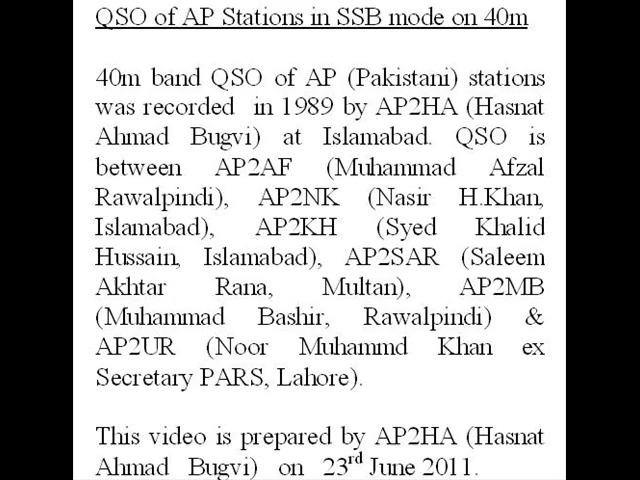 QSO of AP Stations in SSB mode on 40m
40m band QSO of AP (Pakistani) stations
was recorded in 1989 by AP2HA (Hasnat
Ahmad Bugvi) at Islamabad. QSO is
between AP2AF (Muhammad Afzal
Rawalpindi), AP2NK (Nasir H.Khan,
Islamabad), AP2KH (Syed Khalid
Hussain, Islamabad), AP2SAR (Saleem
Akhtar Rana, Multan), AP2MB
(Muhammad Bashir, Rawalpindi) &
AP2UR (Noor Muhammd Khan ex
Secretary PARS, Lahore).
This video is prepared by AP2HA (Hasnat
Ahmad Bugvi) on 23rd June 2011.